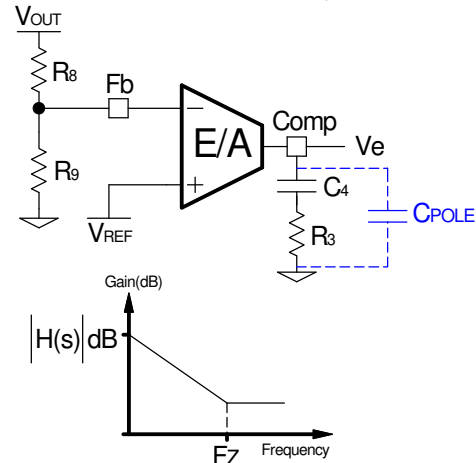 VOUT
R8
Fb
R9
VREF
E/A
Comp
Ve
C4
R3
CPOLE
Gain(dB)
|H(s)|dB
FZ
Frequency